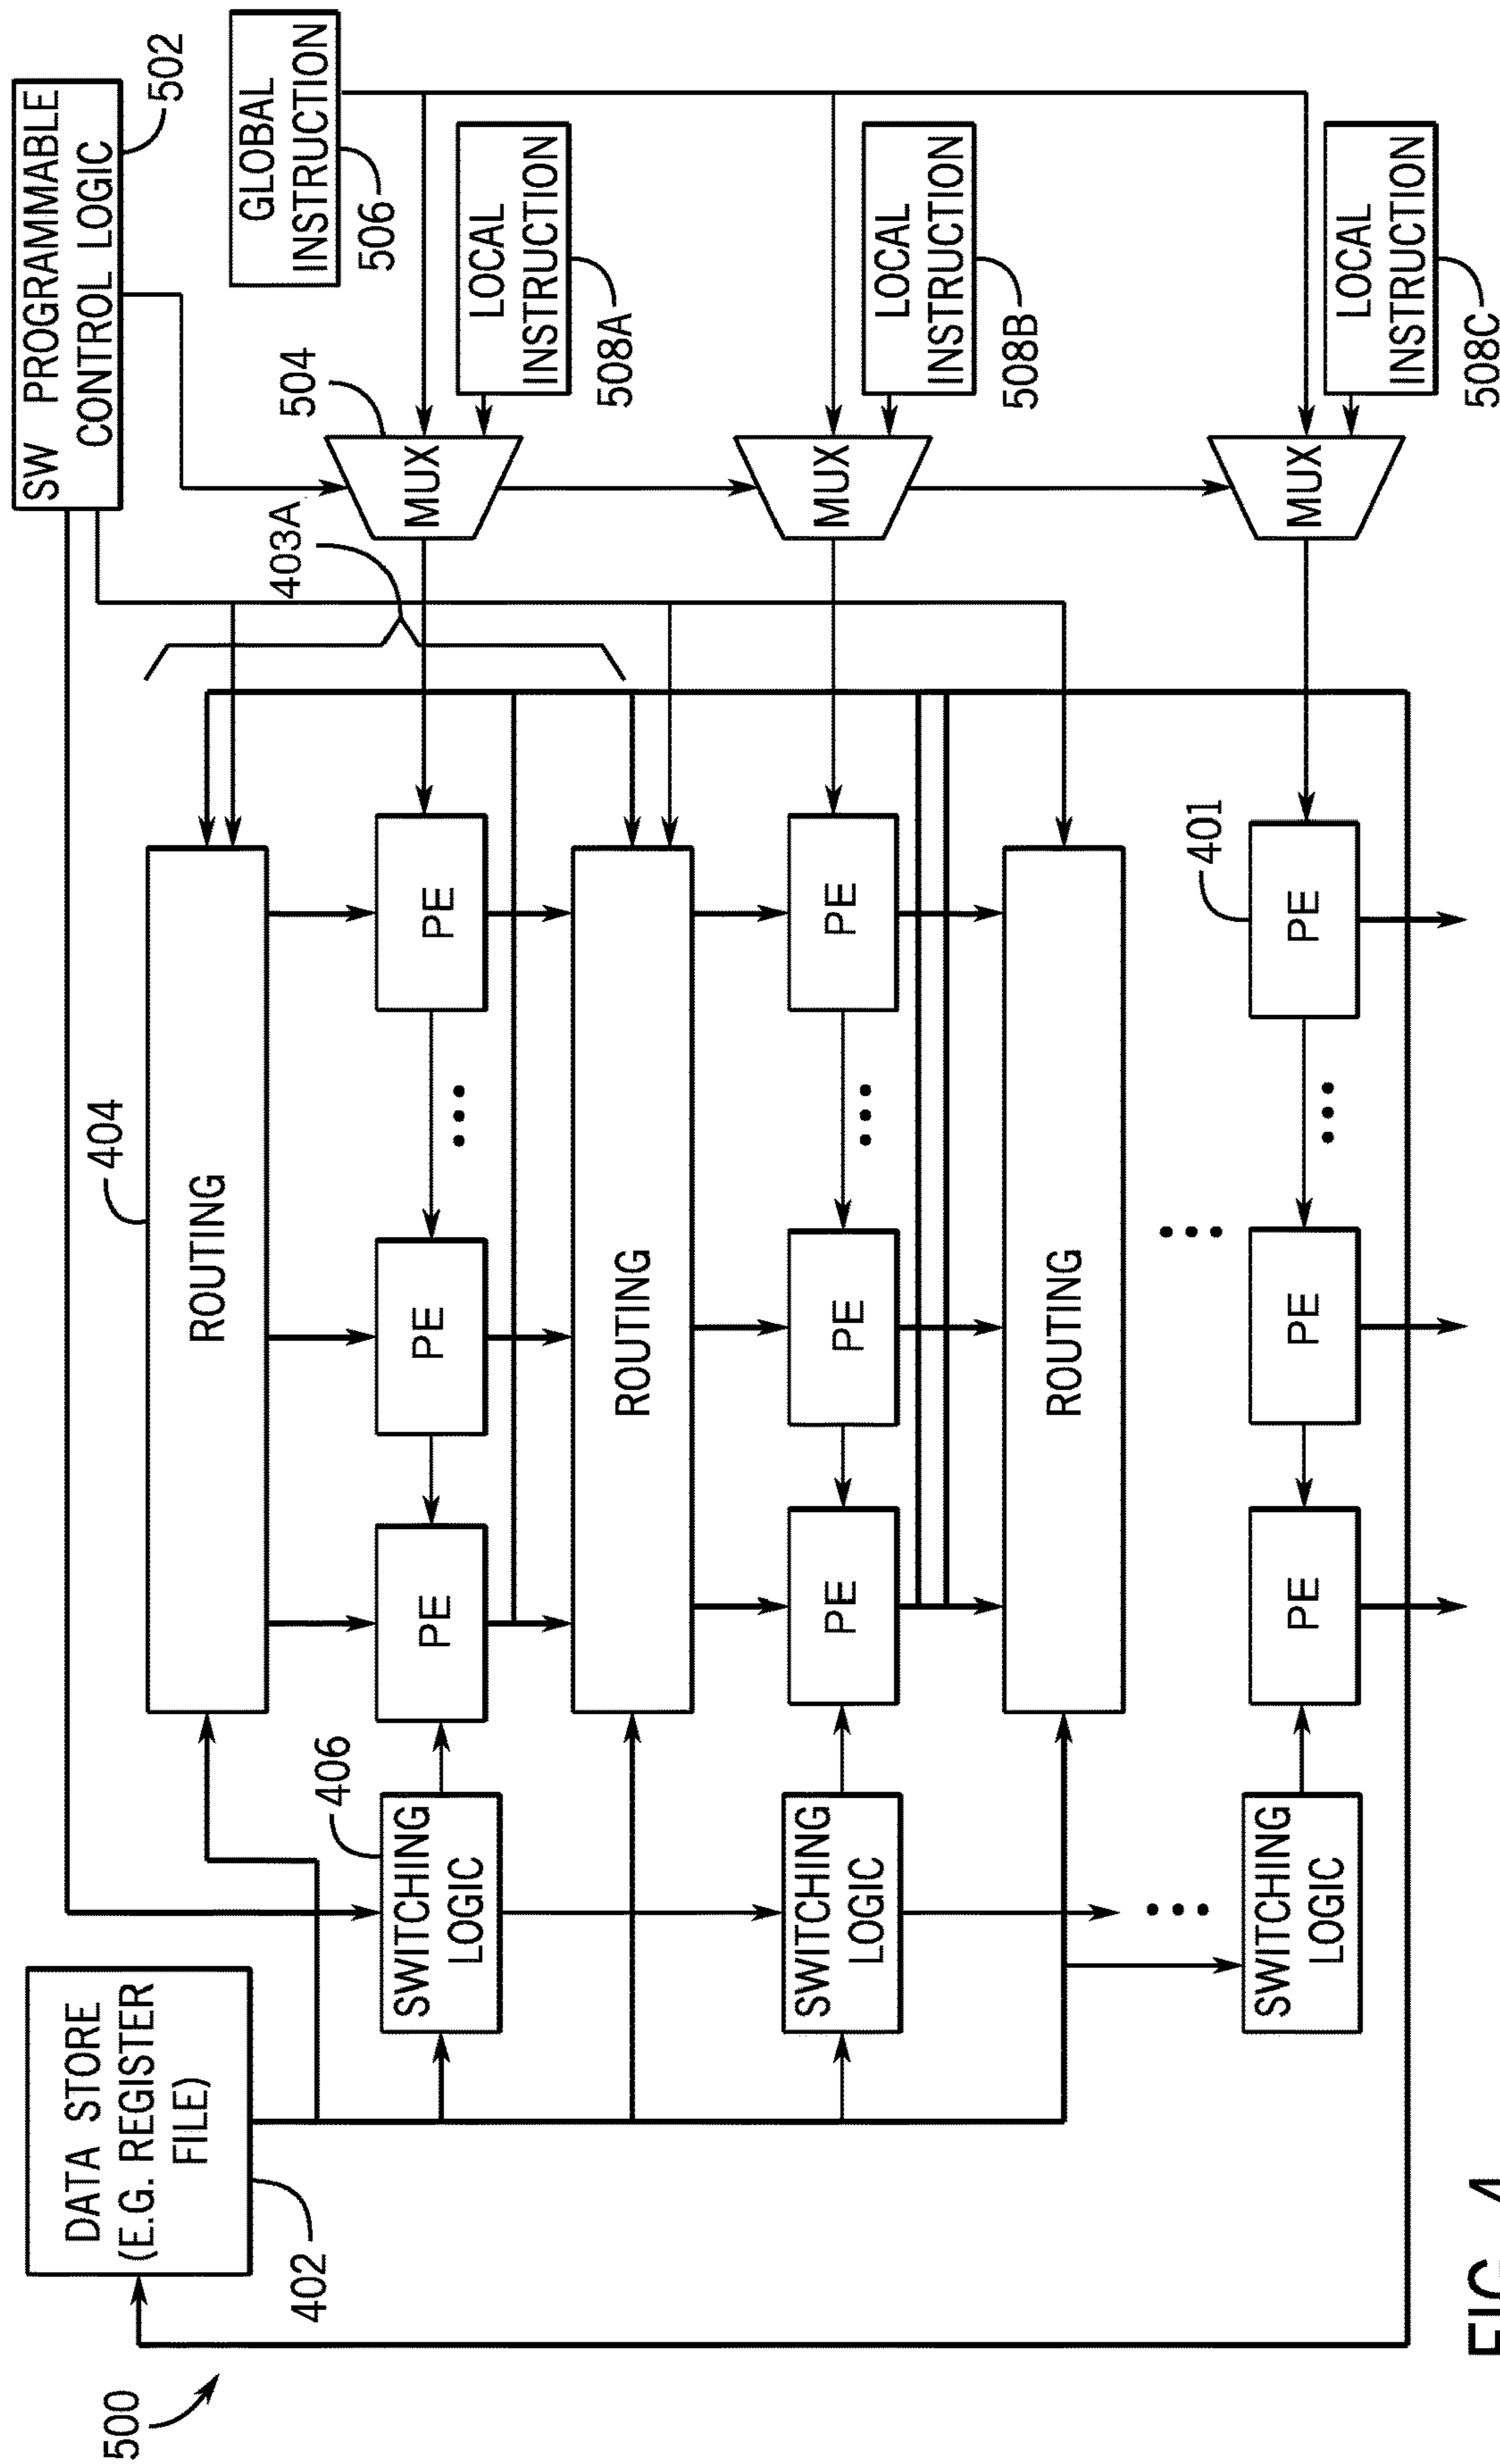 500
DATA STORE
(E.G. REGISTER
FILE)
402
SW PROGRAMMABLE
CONTROL LOGIC
502
404
ROUTING
GLOBAL
INSTRUCTION
506
403A
504
406
SWITCHING
LOGIC
PE
PE
...
PE
MUX
LOCAL
INSTRUCTION
508A
ROUTING
SWITCHING
LOGIC
PE
PE
...
PE
MUX
LOCAL
INSTRUCTION
508B
ROUTING
...
...
401
SWITCHING
LOGIC
PE
PE
...
PE
MUX
LOCAL
INSTRUCTION
508C
FIG. 4